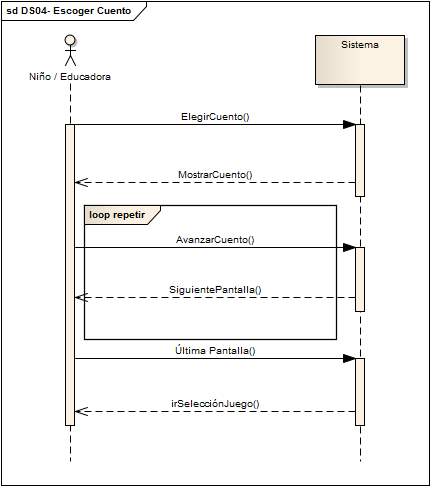 sd DS04- Escoger Cuento
Niño / Educadora
Sistema
ElegirCuento()
MostrarCuento()
loop repetir
AvanzarCuento()
SiguientePantalla()
Última Pantalla()
irSelecciónJuego()